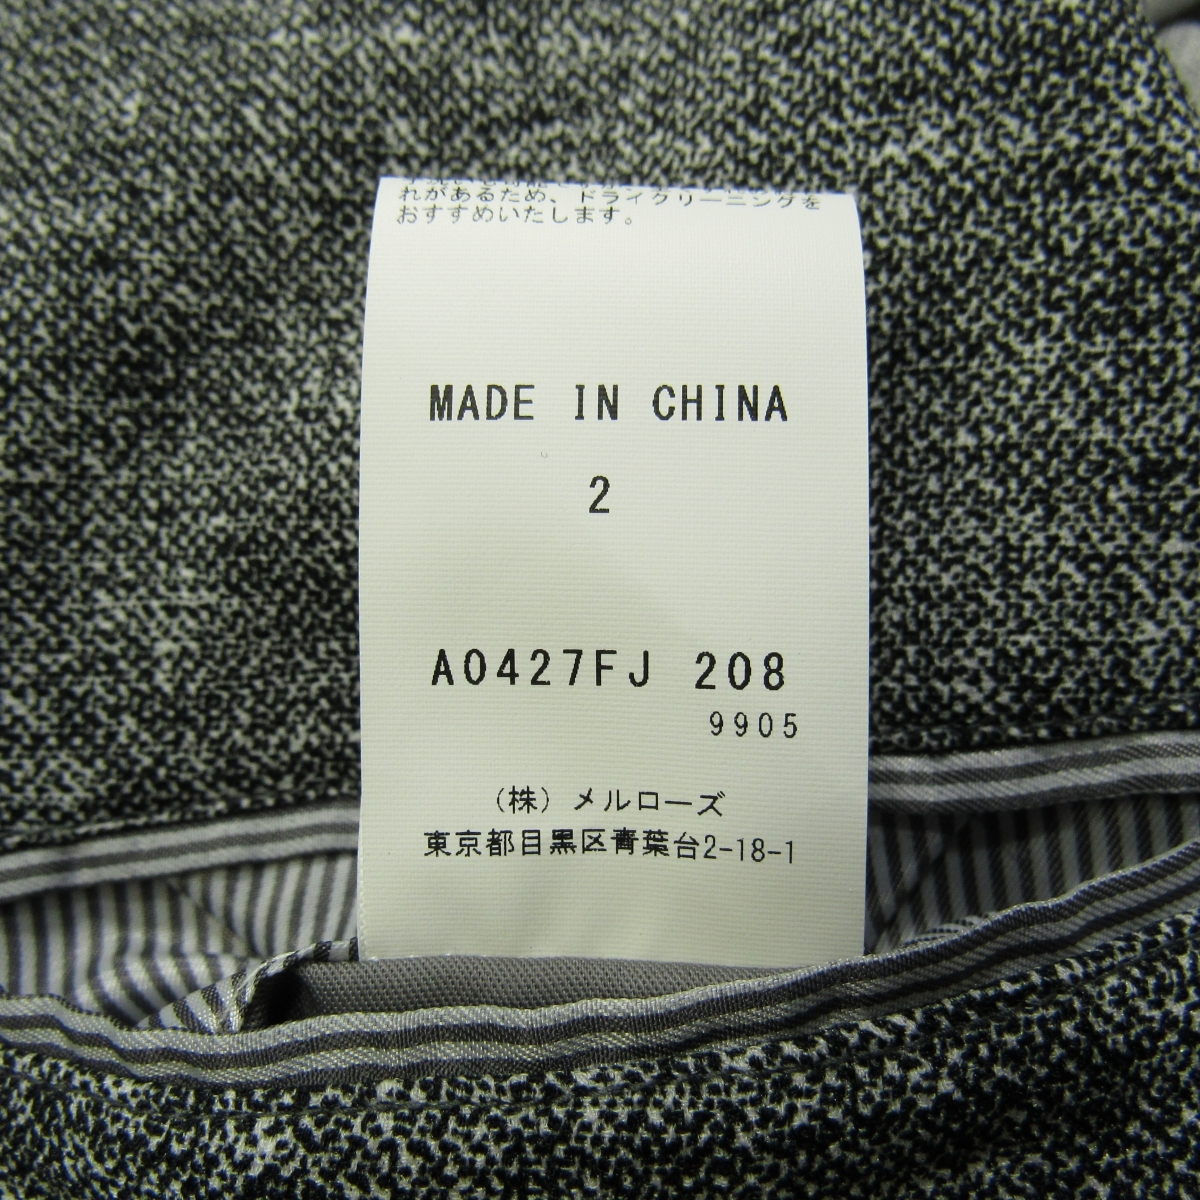 れがあるため、ドライクリーニングを
おすすめいたします。
MADE IN CHINA
2
A0427FJ 208
9905
（株）メルローズ
東京都目黒区青葉台2-18-1